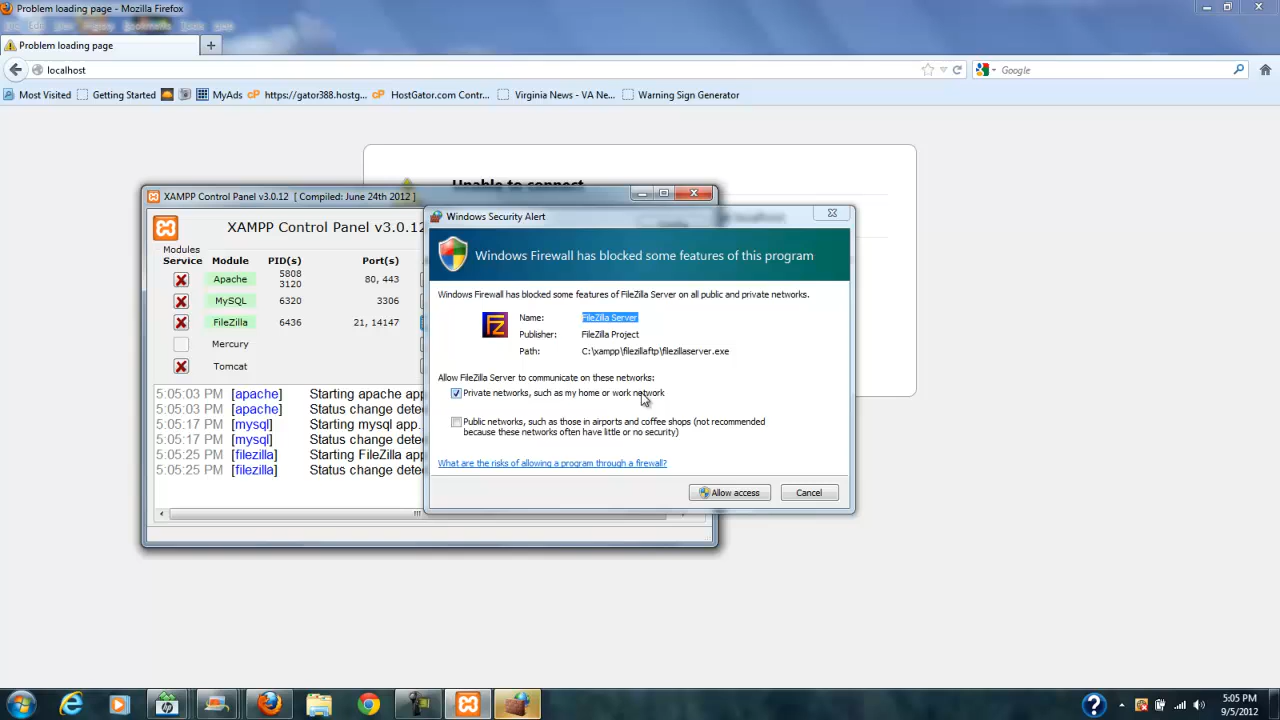 Problem loading page - Mozilla Firefox
Problem loading page
localhost
Google
Most Visited
Getting Started
MyAds
https://gator388.hostg...
HostGator.com Contr...
Virginia News - VA Ne...
Warning Sign Generator
Unable to connect
XAMPP Control Panel v3.0.12 [ Compiled: June 24th 2012 ]
XAMPP Control Panel v3.0.12
Modules
Service Module PID(s) Port(s)
Apache 5808 3120 80, 443
MySQL 6320 3306
FileZilla 6436 21, 14147
Mercury
Tomcat
5:05:03 PM [apache] Starting apache app
5:05:03 PM [apache] Status change dete
5:05:17 PM [mysql] Starting mysql app.
5:05:17 PM [mysql] Status change dete
5:05:25 PM [filezilla] Starting FileZilla app
5:05:25 PM [filezilla] Status change dete
Windows Security Alert
Windows Firewall has blocked some features of this program
Windows Firewall has blocked some features of FileZilla Server on all public and private networks.
Name: FileZilla Server
Publisher: FileZilla Project
Path: C:\xampp\filezillaftp\filezillaserver.exe
Allow FileZilla Server to communicate on these networks:
Private networks, such as my home or work network
Public networks, such as those in airports and coffee shops (not recommended
because these networks often have little or no security)
What are the risks of allowing a program through a firewall?
Allow access
Cancel
5:05 PM
9/5/2012